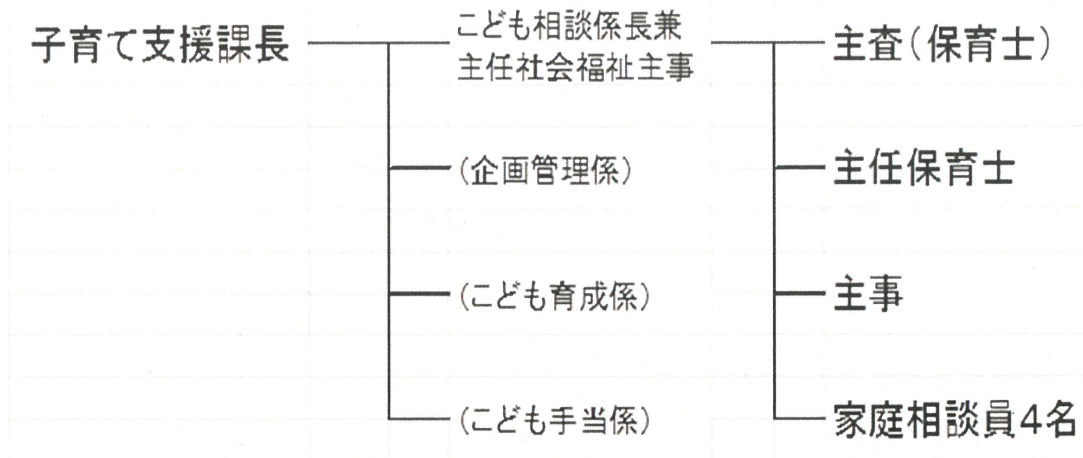 子育て支援課長
こども相談係長兼
主任社会福祉主事
主査(保育士)
(企画管理係)
主任保育士
(こども育成係)
主事
(こども手当係)
家庭相談員4名